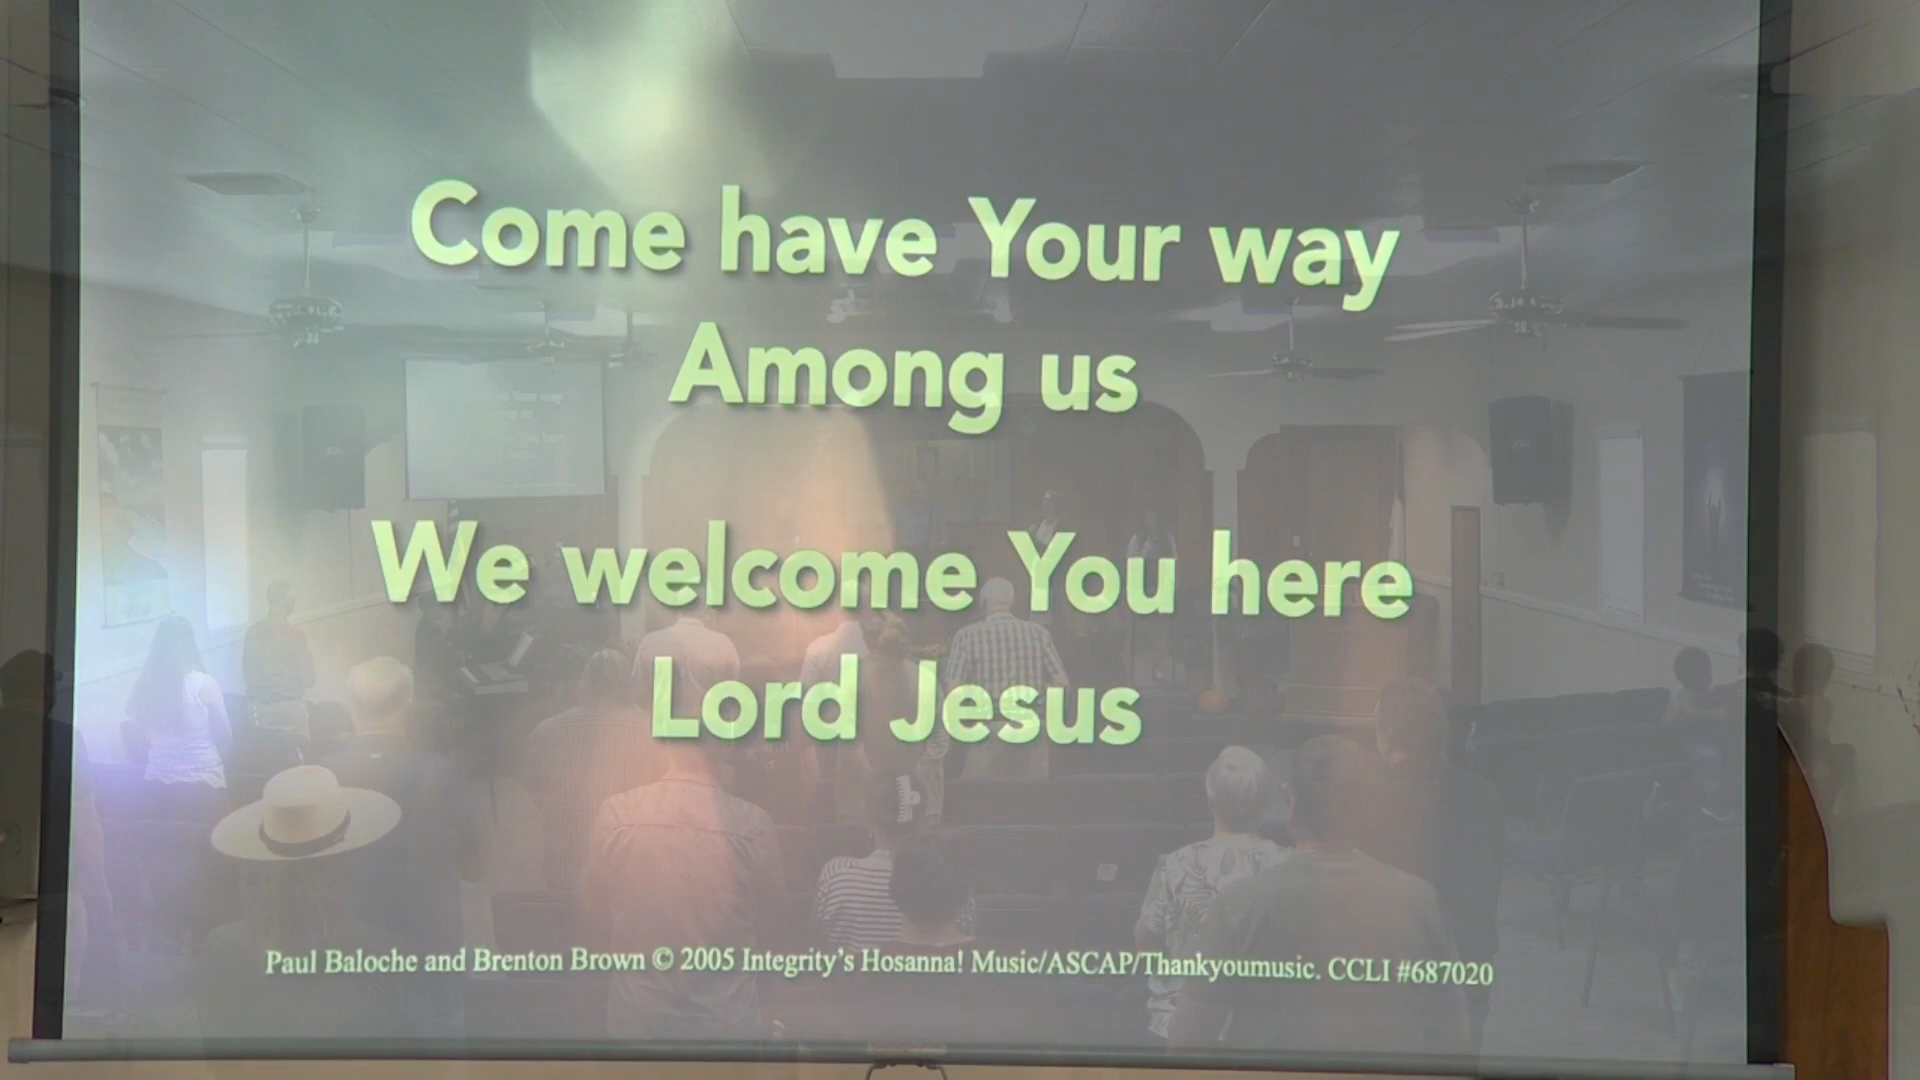 Come have Your way
Among us
We welcome You here
Lord Jesus
Paul Baloche and Brenton Brown © 2005 Integrity's Hosanna! Music/ASCAP/Thankyoumusic. CCLI #687020